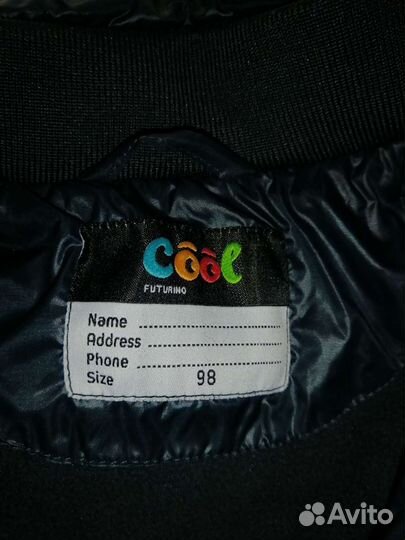 Cool
FUTURINO
Name
Address
Phone
Size 98
Avito